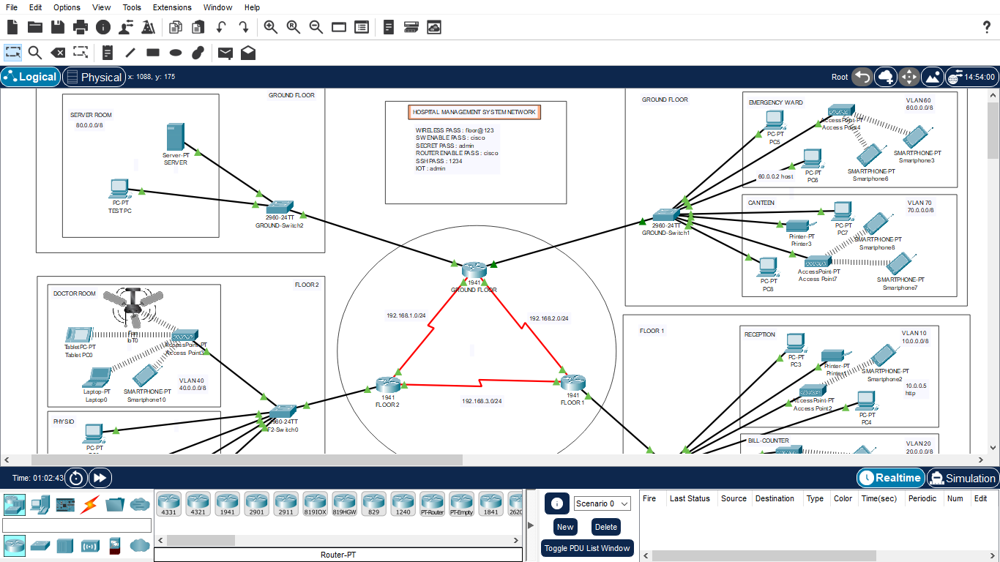 File Edit Options View Tools Extensions Window Help
?
Logical Physical x: 1088, y: 175
Root 14:54:00
GROUND FLOOR
SERVER ROOM
80.0.0.0/8
Server-PT
SERVER
PC-PT
TEST PC
2960-24TT
GROUND-Switch2
HOSPITAL MANAGEMENT SYSTEM NETWORK
WIRELESS PASS : floor@123
SW ENABLE PASS : cisco
SECRET PASS : admin
ROUTER ENABLE PASS : cisco
SSH PASS : 1234
IOT : admin
GROUND FLOOR
EMERGENCY WARD
VLAN 60
60.0.0.0/8
PC-PT
PC5
AccessPoint-PT
Access Point4
SMARTPHONE-PT
Smartphone3
PC-PT
PC6
SMARTPHONE-PT
Smartphone6
60.0.0.2 host
2960-24TT
GROUND-Switch1
CANTEEN
VLAN 70
70.0.0.0/8
PC-PT
PC7
Printer-PT
Printer3
SMARTPHONE-PT
Smartphone8
AccessPoint-PT
Access Point7
PC-PT
PC8
SMARTPHONE-PT
Smartphone7
1941
GROUND FLOOR
192.168.1.0/24
192.168.2.0/24
192.168.3.0/24
1941
FLOOR 2
1941
FLOOR 1
FLOOR 2
DOCTOR ROOM
Fan
IoT0
TabletPC-PT
Tablet PC0
AccessPoint-PT
Access Point3
Laptop-PT
Laptop0
SMARTPHONE-PT
Smartphone10
VLAN 40
40.0.0.0/8
2960-24TT
F2-Switch0
PHYSIO
PC-PT
FLOOR 1
RECEPTION
VLAN 10
10.0.0.0/8
PC-PT
PC3
Printer-PT
SMARTPHONE-PT
Smartphone2
10.0.0.5
http
AccessPoint-PT
Access Point2
PC-PT
PC4
BILL-COUNTER
VLAN 20
20.0.0.0/8
Time: 01:02:43
Realtime Simulation
4331 4321 1941 2901 2911 819IOX 819HGW 829 1240 PT-Router PT-Empty 1841 2620
Router-PT
Scenario 0
New Delete
Toggle PDU List Window
Fire Last Status Source Destination Type Color Time(sec) Periodic Num Edit